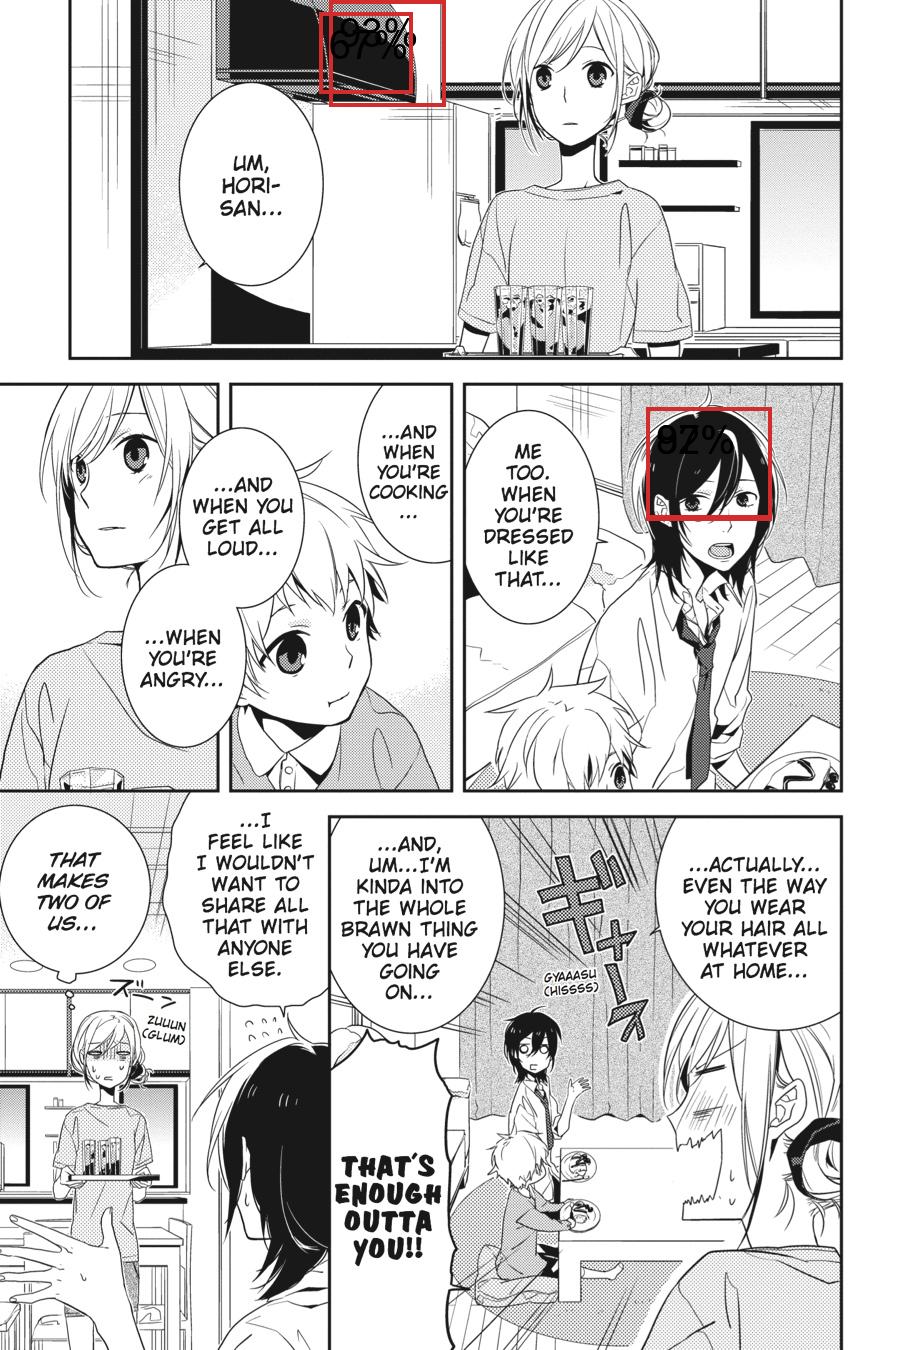 UM,
HORI-
SAN...
ME
TOO.
WHEN
YOU'RE
DRESSED
LIKE
THAT...
...AND
WHEN
YOU'RE
COOKING
...
...AND
WHEN YOU
GET ALL
LOUD...
...WHEN
YOU'RE
ANGRY...
...ACTUALLY...
EVEN THE WAY
YOU WEAR
YOUR HAIR ALL
WHATEVER
AT HOME...
ギャース
GYAAASU
(HISSSS)
...AND,
UM...I'M
KINDA INTO
THE WHOLE
BRAWN THING
YOU HAVE
GOING
ON...
THAT'S
ENOUGH
OUTTA
YOU!!
...I
FEEL LIKE
I WOULDN'T
WANT TO
SHARE ALL
THAT WITH
ANYONE
ELSE.
THAT
MAKES
TWO OF
US...
ズーン
ZUUUN
(GLUM)